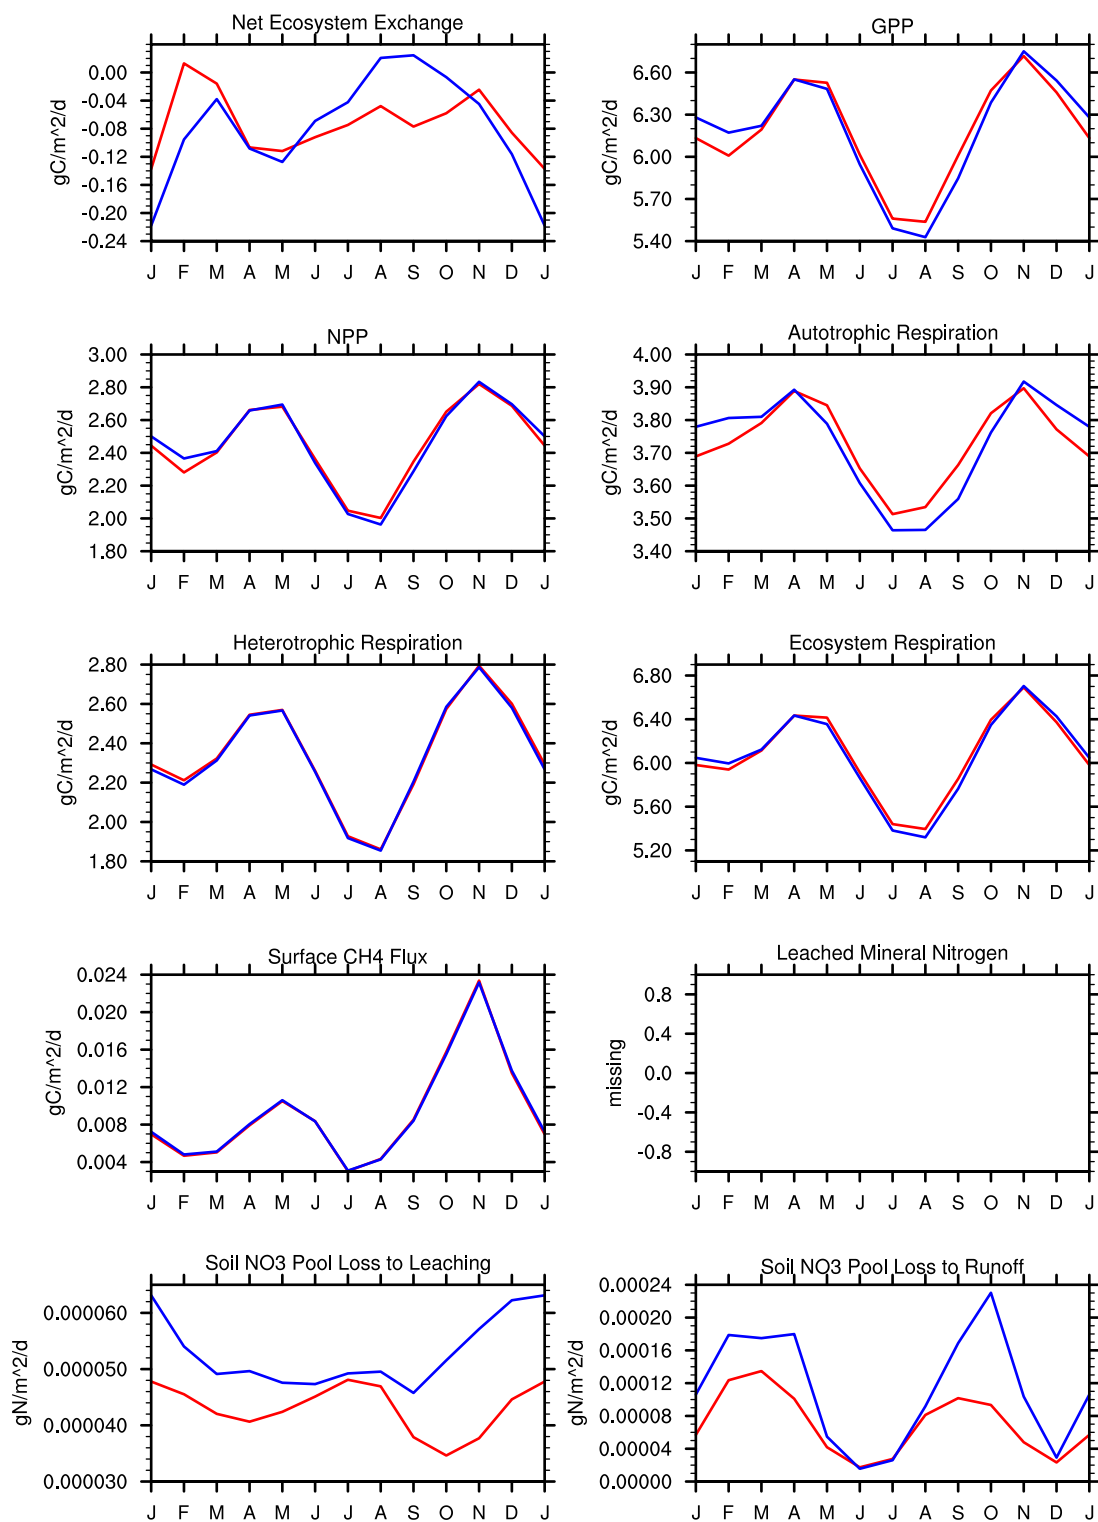 Net Ecosystem Exchange
gC/m^2/d
0.00
-0.04
-0.08
-0.12
-0.16
-0.20
-0.24
J F M A M J J A S O N D J
GPP
gC/m^2/d
6.60
6.30
6.00
5.70
5.40
J F M A M J J A S O N D J
NPP
gC/m^2/d
3.00
2.80
2.60
2.40
2.20
2.00
1.80
J F M A M J J A S O N D J
Autotrophic Respiration
gC/m^2/d
4.00
3.90
3.80
3.70
3.60
3.50
3.40
J F M A M J J A S O N D J
Heterotrophic Respiration
gC/m^2/d
2.80
2.60
2.40
2.20
2.00
1.80
J F M A M J J A S O N D J
Ecosystem Respiration
gC/m^2/d
6.80
6.40
6.00
5.60
5.20
J F M A M J J A S O N D J
Surface CH4 Flux
gC/m^2/d
0.024
0.020
0.016
0.012
0.008
0.004
J F M A M J J A S O N D J
Leached Mineral Nitrogen
missing
0.8
0.4
0.0
-0.4
-0.8
J F M A M J J A S O N D J
Soil NO3 Pool Loss to Leaching
gN/m^2/d
0.000060
0.000050
0.000040
0.000030
J F M A M J J A S O N D J
Soil NO3 Pool Loss to Runoff
gN/m^2/d
0.00024
0.00020
0.00016
0.00012
0.00008
0.00004
0.00000
J F M A M J J A S O N D J